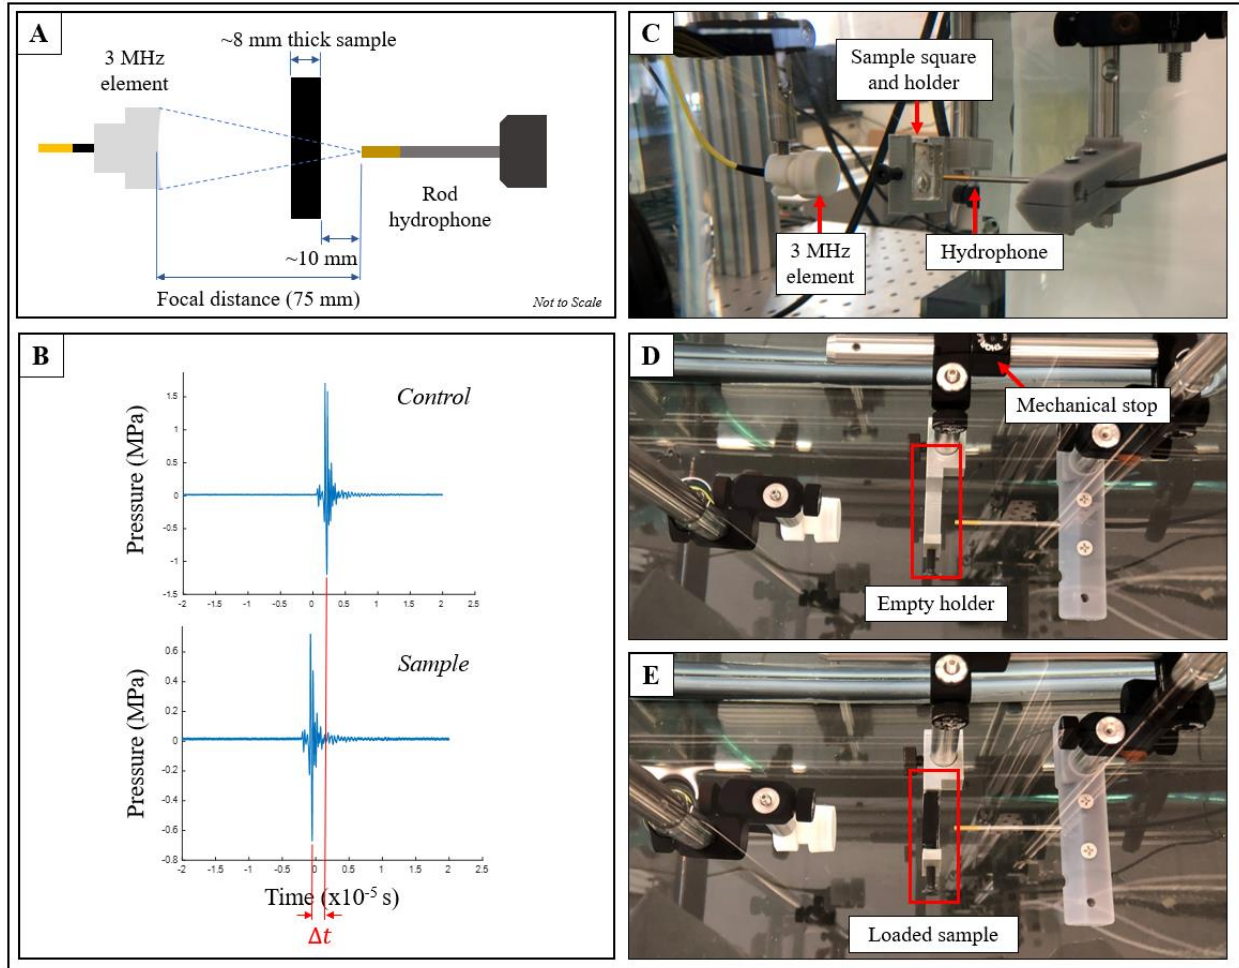 A
~8 mm thick sample
3 MHz
element
Rod
hydrophone
~10 mm
Focal distance (75 mm)
Not to Scale
B
Control
Pressure (MPa)
1.5
1
0.5
0
-0.5
-1
-1.5
-2
-1.5
-1
-0.5
0
0.5
1
1.5
2
2.5
Sample
Pressure (MPa)
0.6
0.4
0.2
0
-0.2
-0.4
-0.6
-0.8
-2
-1.5
-1
-0.5
0
0.5
1
1.5
2
2.5
Time (x10⁻⁵ s)
Δt
C
Sample square
and holder
3 MHz
element
Hydrophone
D
Mechanical stop
Empty holder
E
Loaded sample